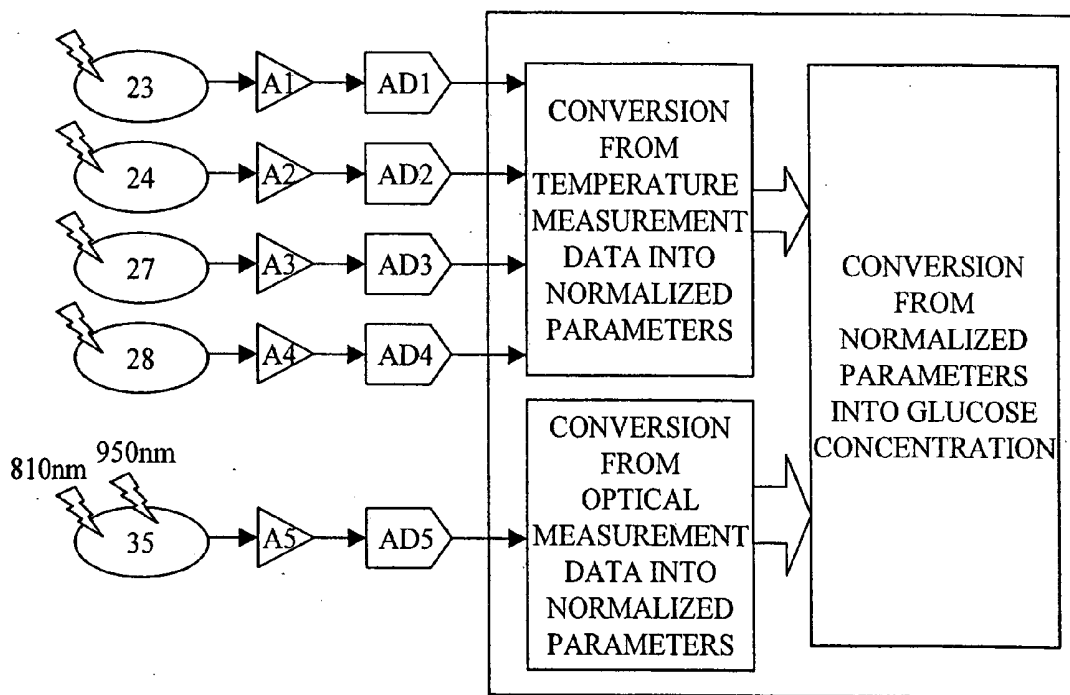 23 A1 AD1
24 A2 AD2
27 A3 AD3
28 A4 AD4
CONVERSION
FROM
TEMPERATURE
MEASUREMENT
DATA INTO
NORMALIZED
PARAMETERS
810nm 950nm
35 A5 AD5
CONVERSION
FROM
OPTICAL
MEASUREMENT
DATA INTO
NORMALIZED
PARAMETERS
CONVERSION
FROM
NORMALIZED
PARAMETERS
INTO GLUCOSE
CONCENTRATION